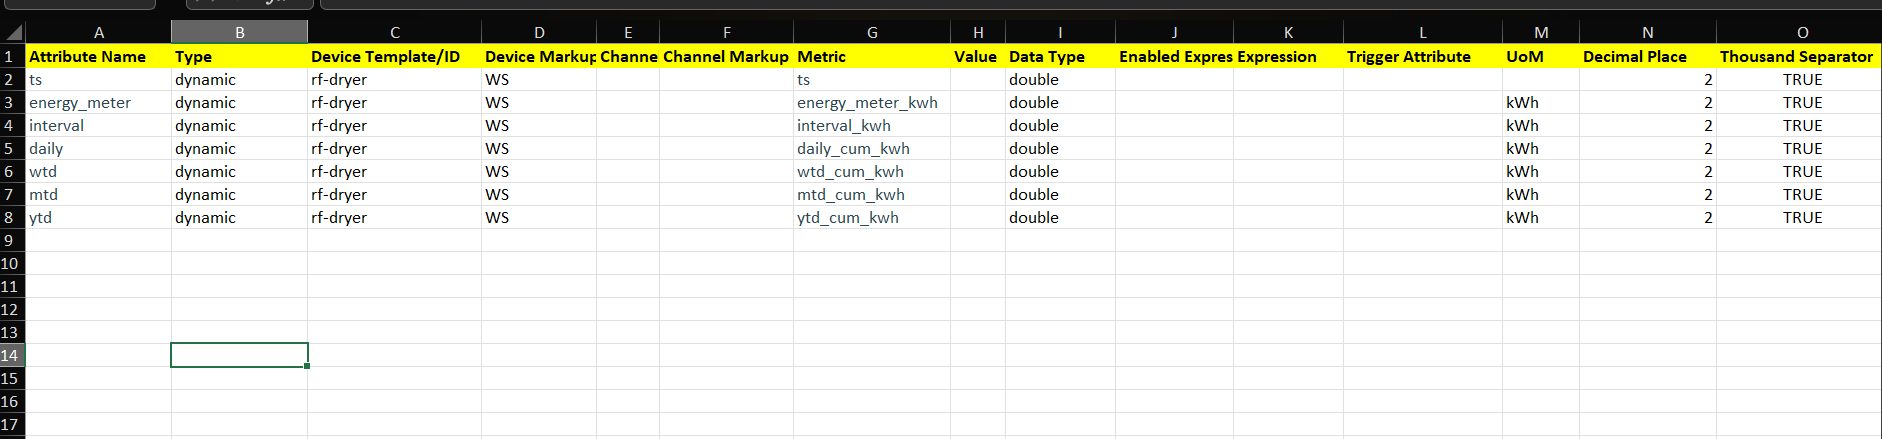 A B C D E F G H I J K L M N O
1 Attribute Name Type Device Template/ID Device Markup Channe Channel Markup Metric Value Data Type Enabled Expres Expression Trigger Attribute UoM Decimal Place Thousand Separator
2 ts dynamic rf-dryer WS ts double 2 TRUE
3 energy_meter dynamic rf-dryer WS energy_meter_kwh double kWh 2 TRUE
4 interval dynamic rf-dryer WS interval_kwh double kWh 2 TRUE
5 daily dynamic rf-dryer WS daily_cum_kwh double kWh 2 TRUE
6 wtd dynamic rf-dryer WS wtd_cum_kwh double kWh 2 TRUE
7 mtd dynamic rf-dryer WS mtd_cum_kwh double kWh 2 TRUE
8 ytd dynamic rf-dryer WS ytd_cum_kwh double kWh 2 TRUE
9
10
11
12
13
14
15
16
17